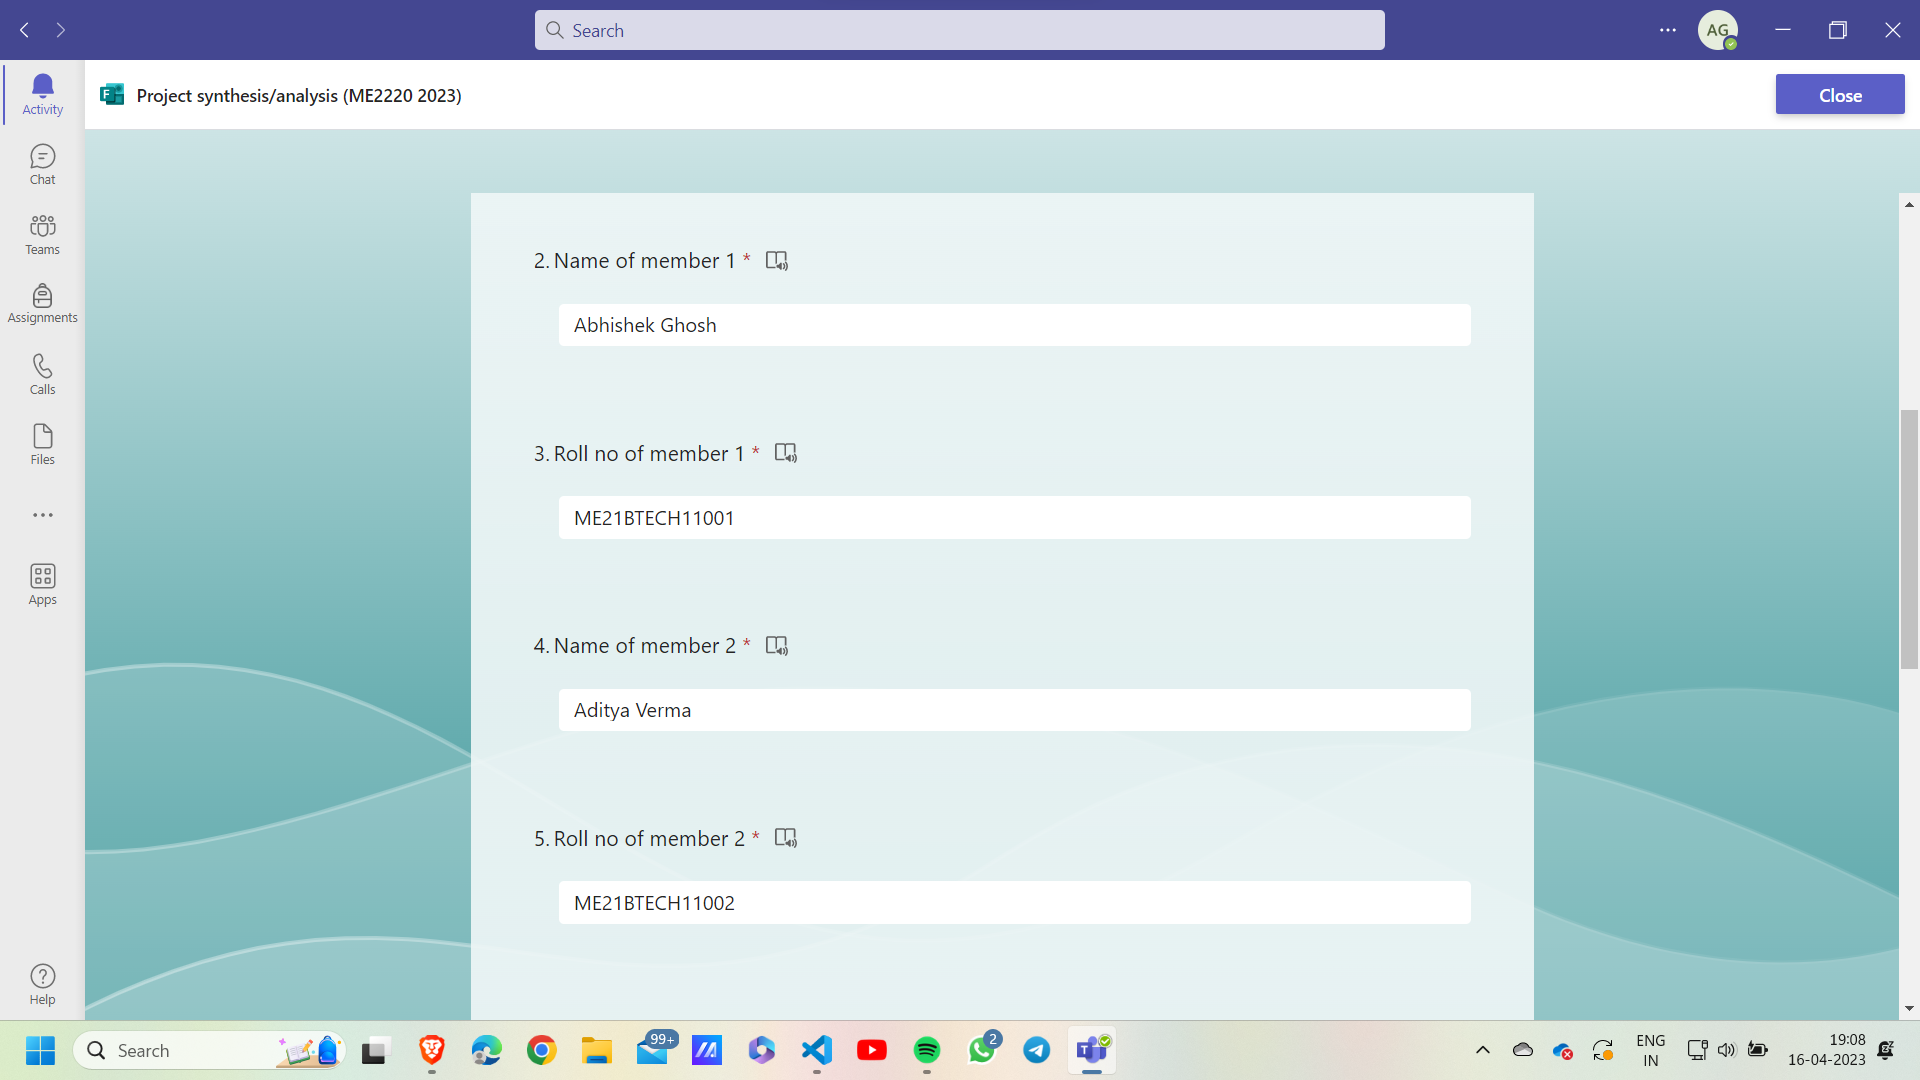 Search
AG
Activity
Project synthesis/analysis (ME2220 2023)
Close
Chat
Teams
Assignments
Calls
Files
Apps
Help
2. Name of member 1 *
Abhishek Ghosh
3. Roll no of member 1 *
ME21BTECH11001
4. Name of member 2 *
Aditya Verma
5. Roll no of member 2 *
ME21BTECH11002
Search
99+
2
ENG
IN
19:08
16-04-2023